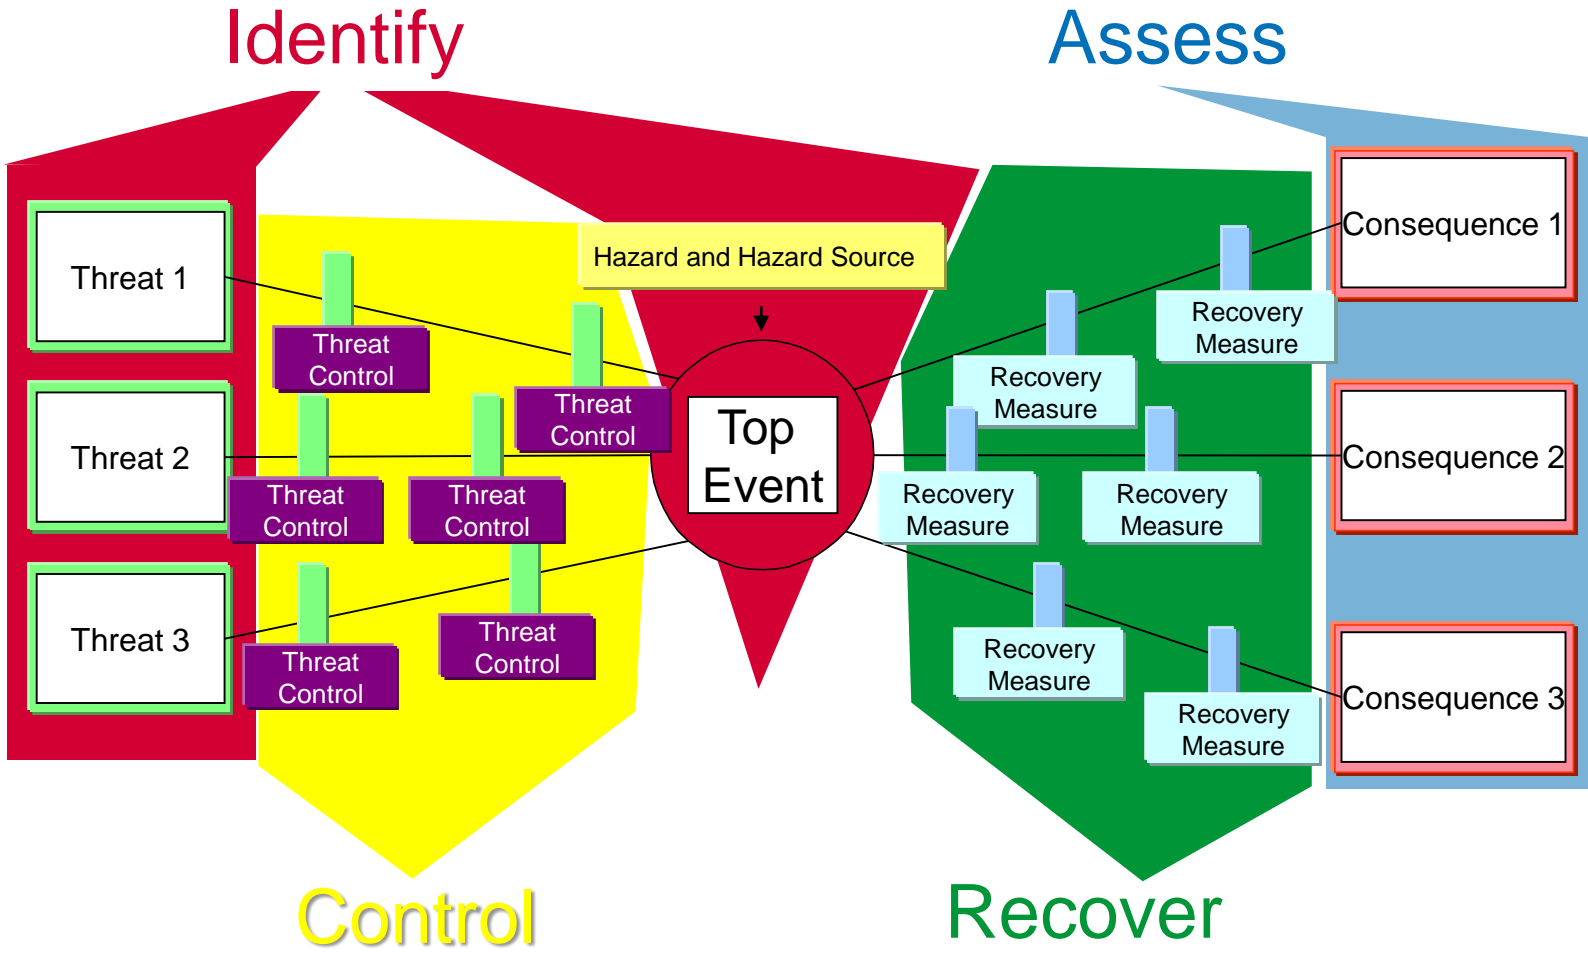 Identify
Assess
Threat 1
Threat
Control
Threat
Control
Hazard and Hazard Source
Recovery
Measure
Recovery
Measure
Consequence 1
Threat 2
Threat
Control
Threat
Control
Top
Event
Recovery
Measure
Recovery
Measure
Consequence 2
Threat 3
Threat
Control
Threat
Control
Recovery
Measure
Recovery
Measure
Consequence 3
Control
Recover